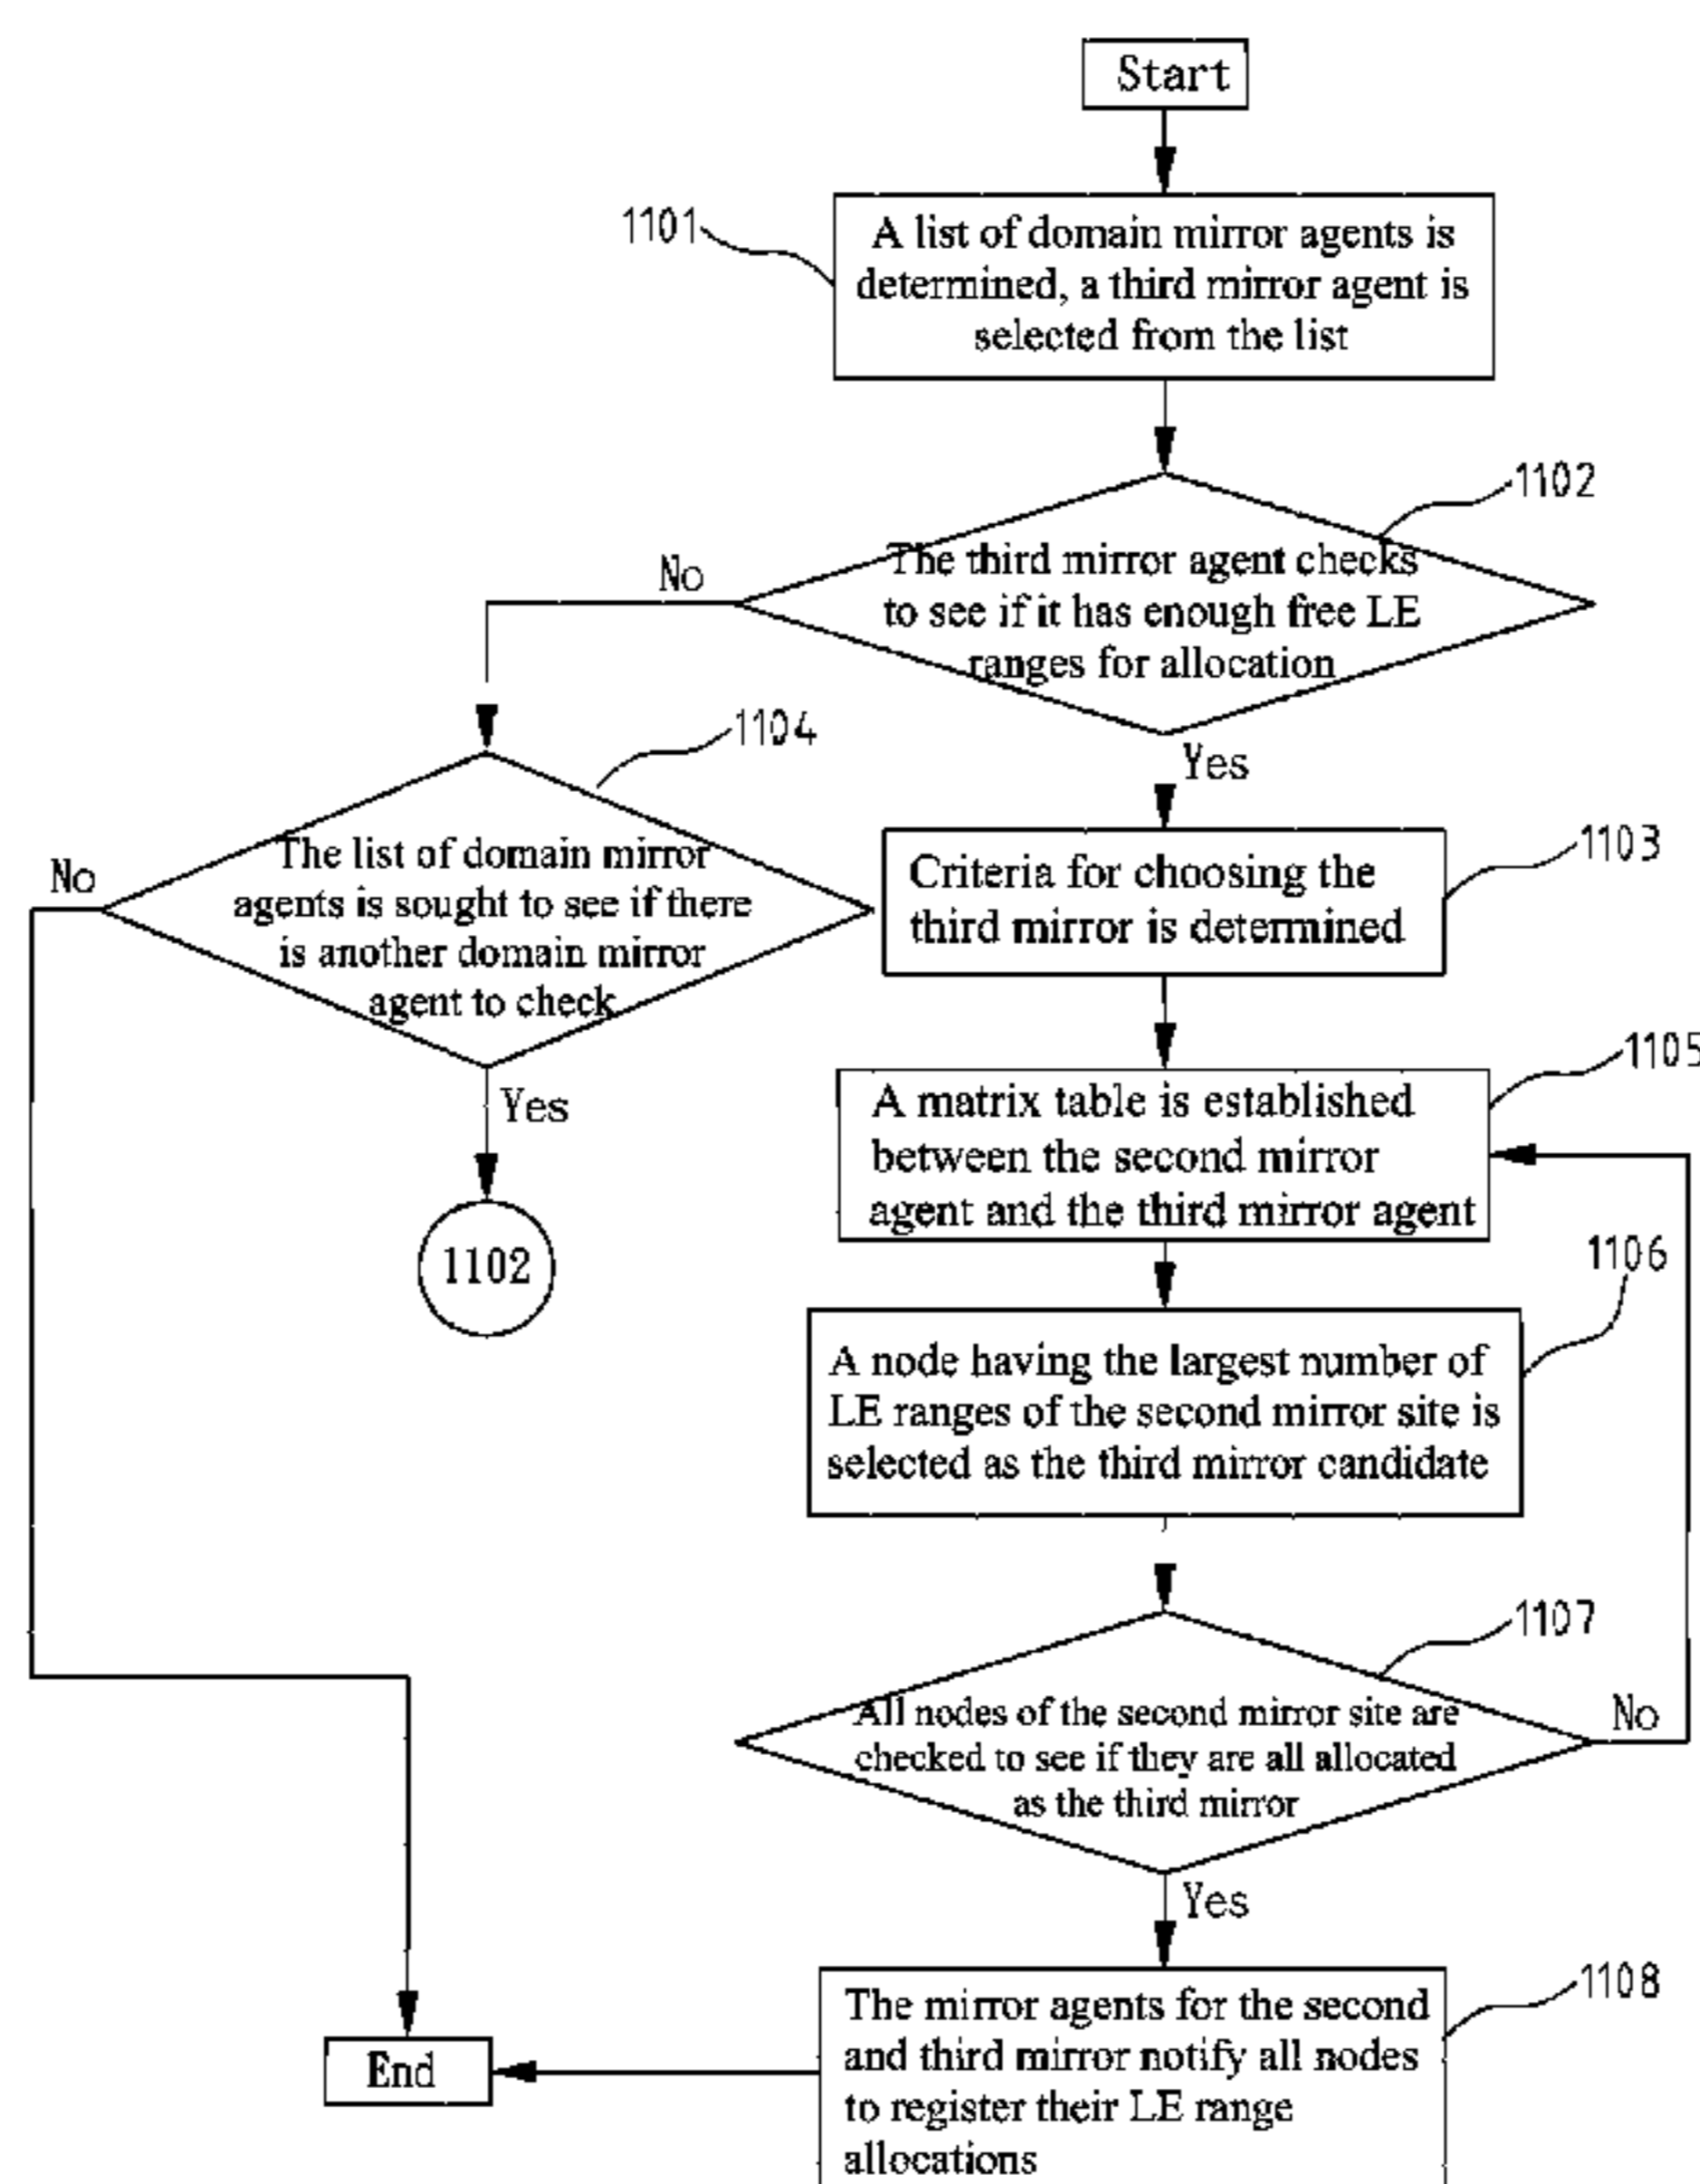 Start
1101
A list of domain mirror agents is
determined, a third mirror agent is
selected from the list
1102
The third mirror agent checks
to see if it has enough free LE
ranges for allocation
No
Yes
1104
The list of domain mirror
agents is sought to see if there
is another domain mirror
agent to check
No
Yes
1102
1103
Criteria for choosing the
third mirror is determined
1105
A matrix table is established
between the second mirror
agent and the third mirror agent
1106
A node having the largest number of
LE ranges of the second mirror site is
selected as the third mirror candidate
1107
All nodes of the second mirror site are
checked to see if they are all allocated
as the third mirror
No
Yes
1108
The mirror agents for the second
and third mirror notify all nodes
to register their LE range
allocations
End